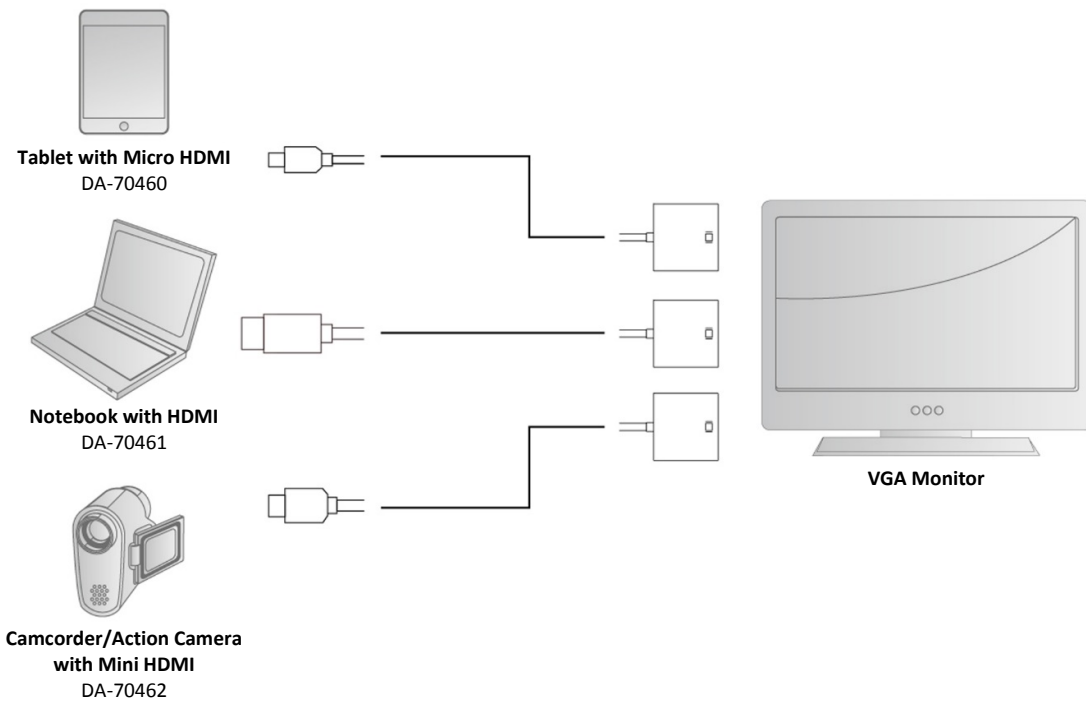 Tablet with Micro HDMI
DA-70460
Notebook with HDMI
DA-70461
VGA Monitor
Camcorder/Action Camera
with Mini HDMI
DA-70462